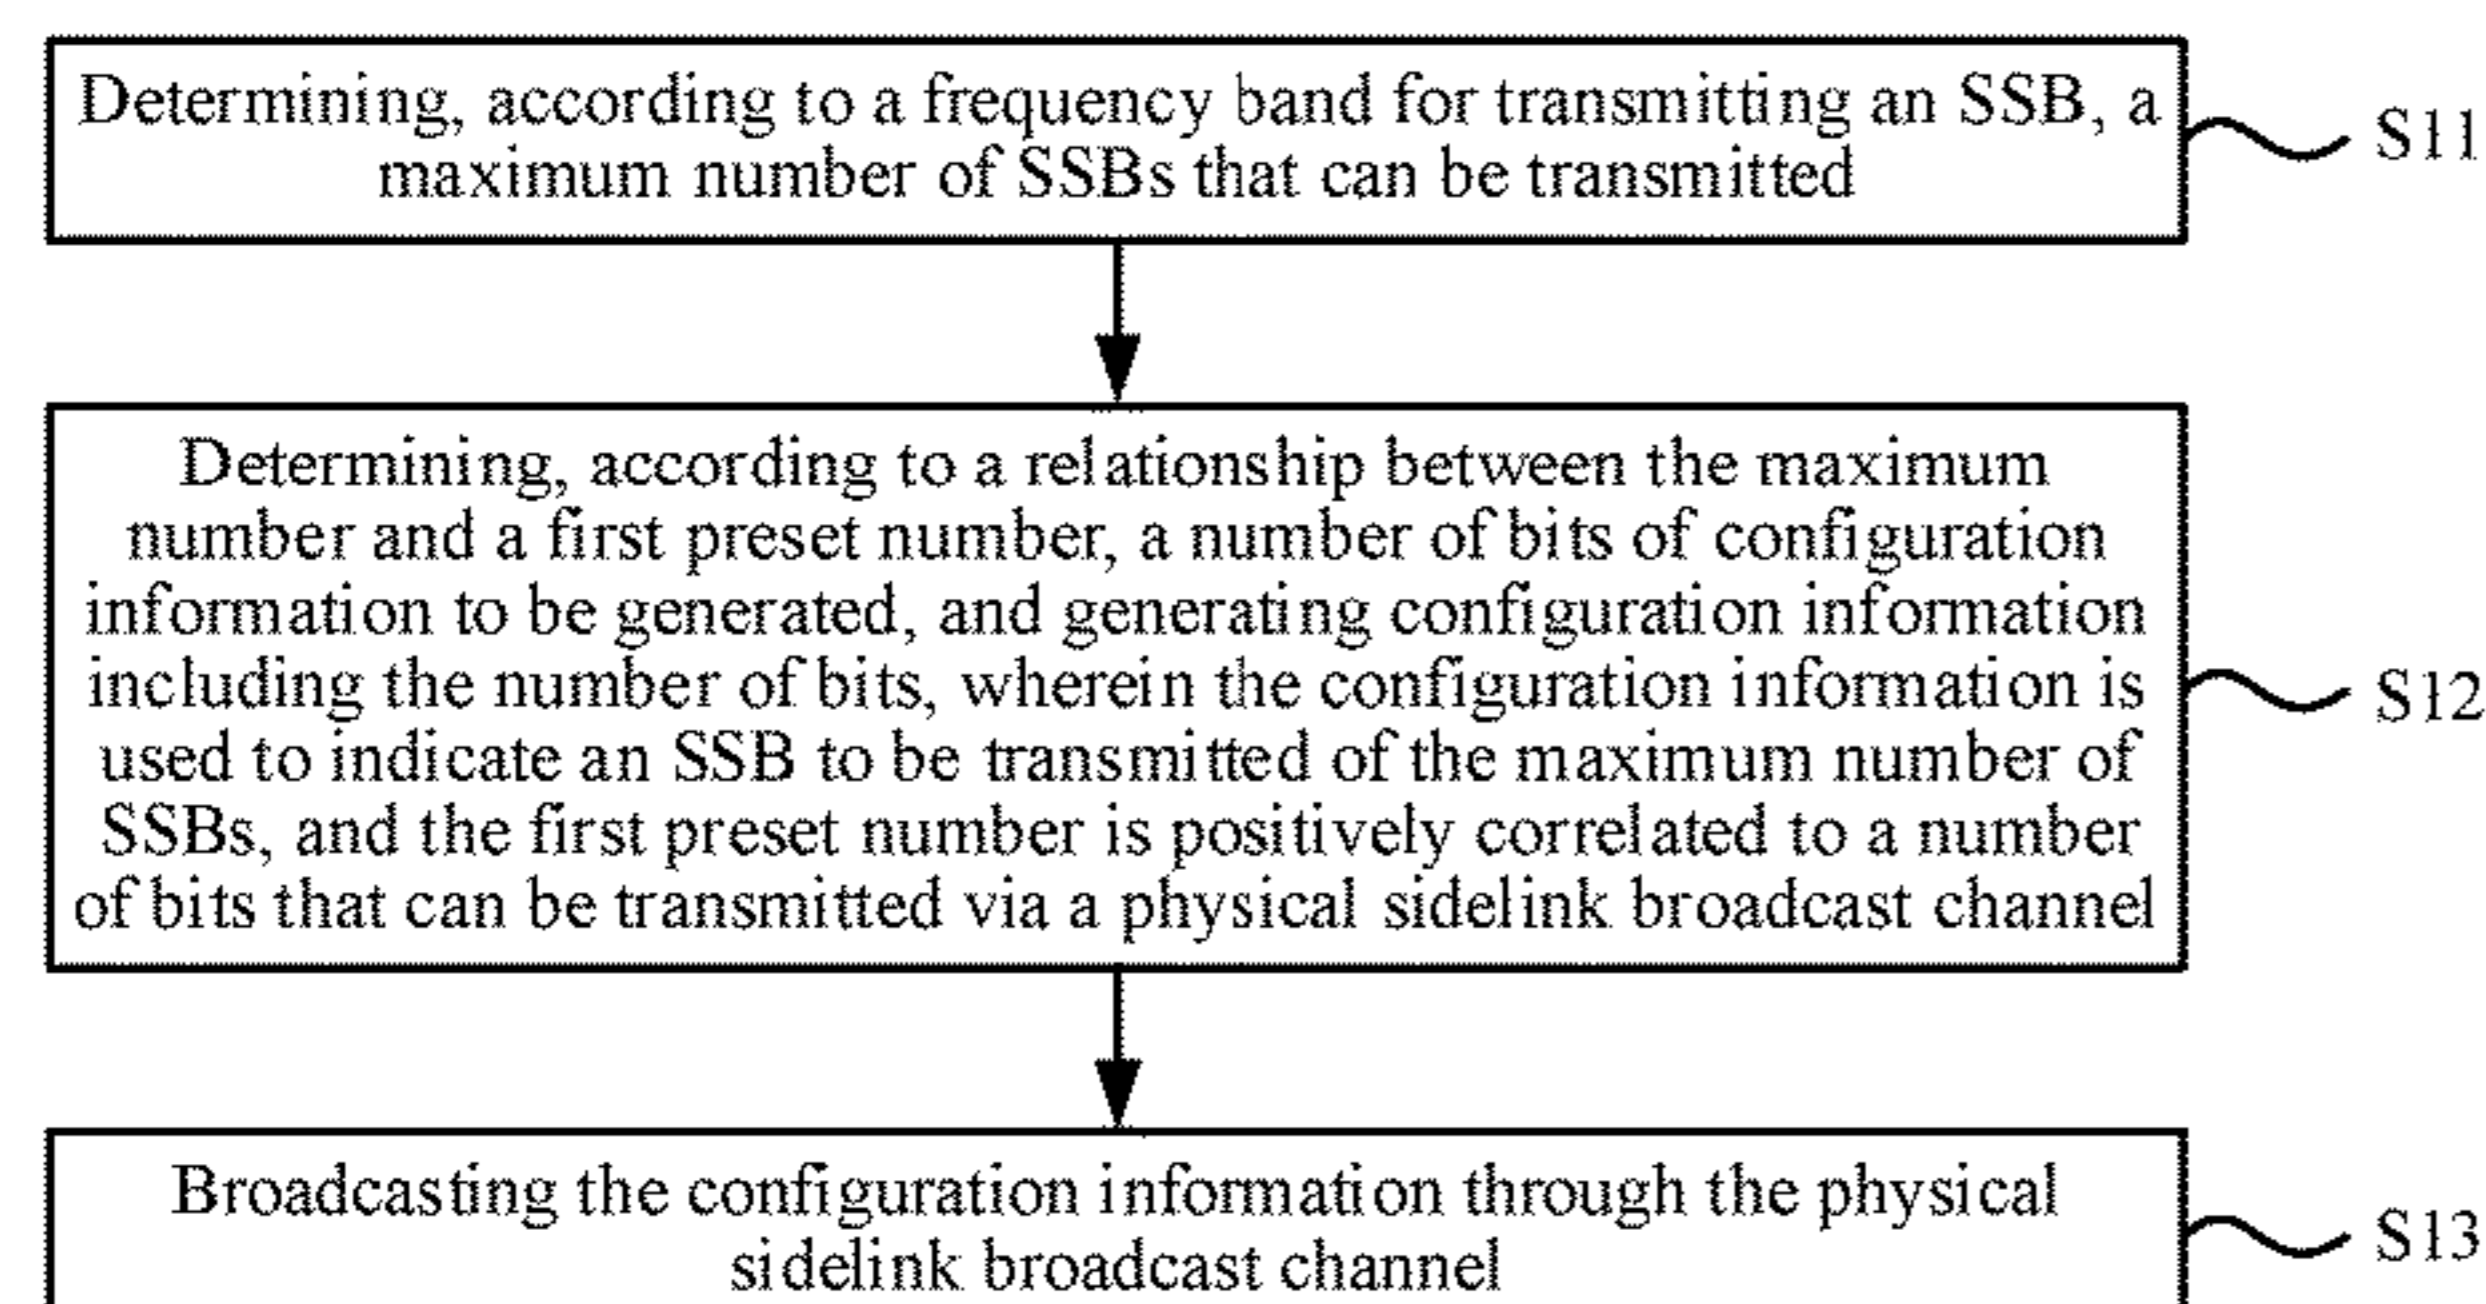 Determining, according to a frequency band for transmitting an SSB, a
maximum number of SSBs that can be transmitted
S11
Determining, according to a relationship between the maximum
number and a first preset number, a number of bits of configuration
information to be generated, and generating configuration information
including the number of bits, wherein the configuration information is
used to indicate an SSB to be transmitted of the maximum number of
SSBs, and the first preset number is positively correlated to a number
of bits that can be transmitted via a physical sidelink broadcast channel
S12
Broadcasting the configuration information through the physical
sidelink broadcast channel
S13